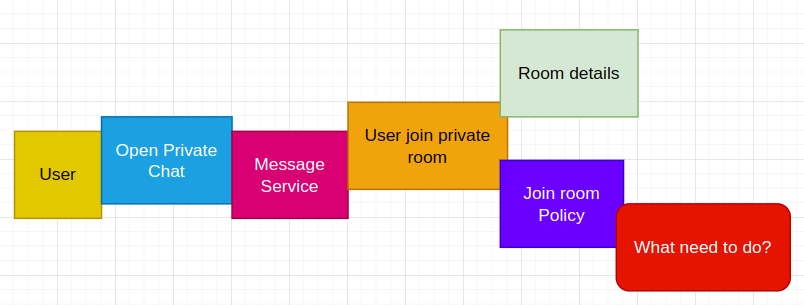 User
Open Private
Chat
Message
Service
User join private
room
Room details
Join room
Policy
What need to do?